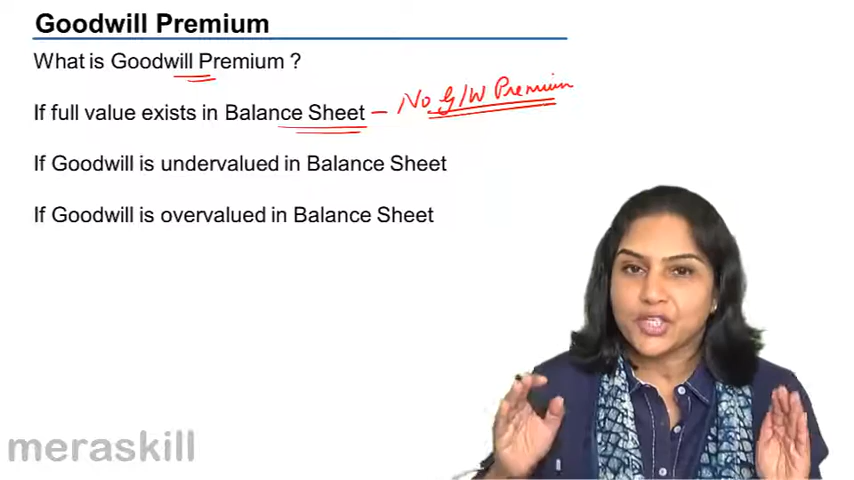 Goodwill Premium
What is Goodwill Premium ?
If full value exists in Balance Sheet – No G/W Premium
If Goodwill is undervalued in Balance Sheet
If Goodwill is overvalued in Balance Sheet
meraskill